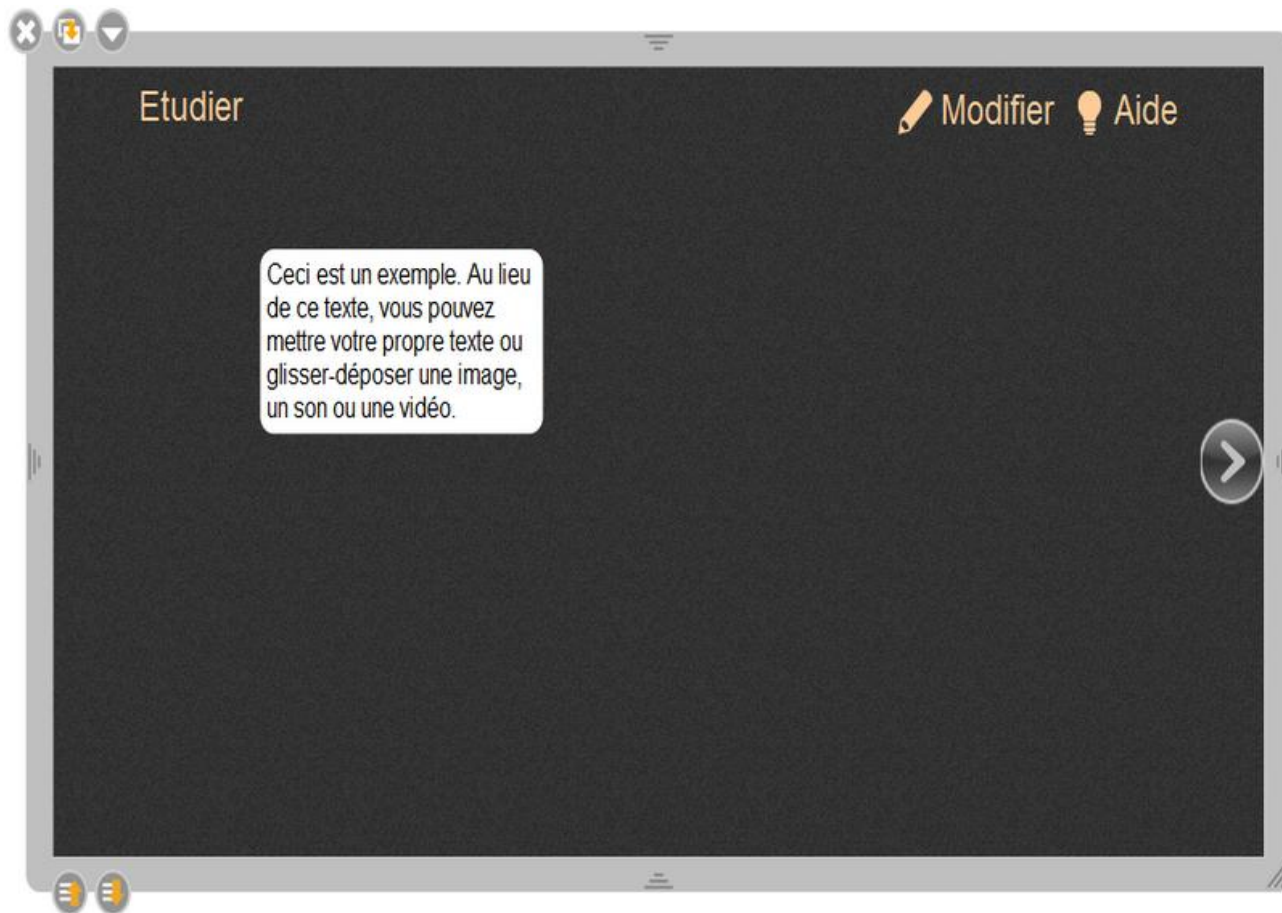 Etudier
Modifier Aide
Ceci est un exemple. Au lieu
de ce texte, vous pouvez
mettre votre propre texte ou
glisser-déposer une image,
un son ou une vidéo.